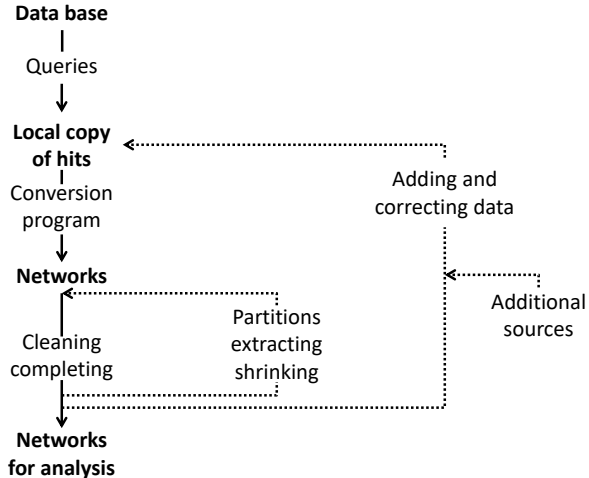 Data base
Queries
Local copy
of hits
Conversion
program
Networks
Cleaning
completing
Networks
for analysis
Partitions
extracting
shrinking
Adding and
correcting data
Additional
sources